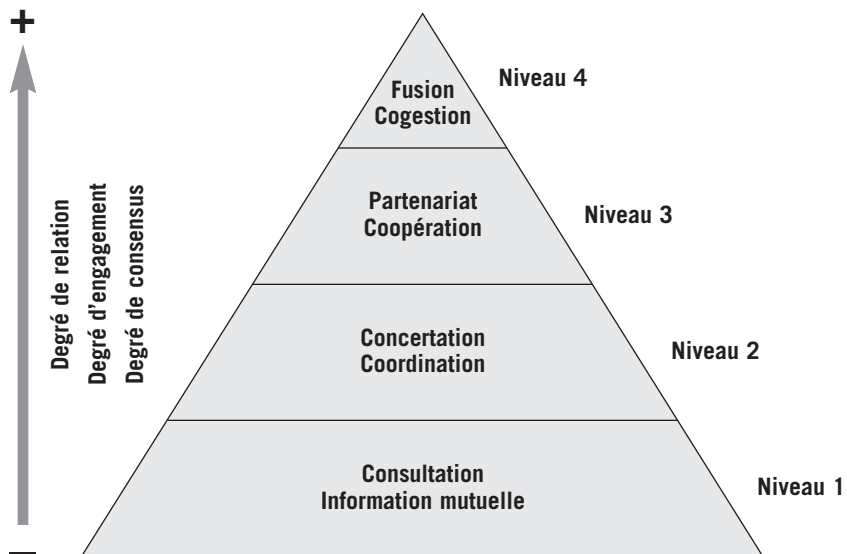 +
Fusion
Cogestion
Niveau 4
Partenariat
Coopération
Niveau 3
Degré de relation
Degré d'engagement
Degré de consensus
Concertation
Coordination
Niveau 2
Consultation
Information mutuelle
Niveau 1
–